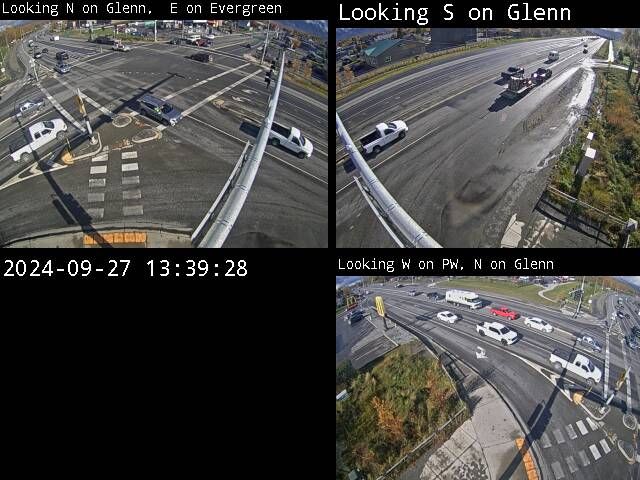 Looking N on Glenn, E on Evergreen
Looking S on Glenn
2024-09-27 13:39:28
Looking W on PW, N on Glenn